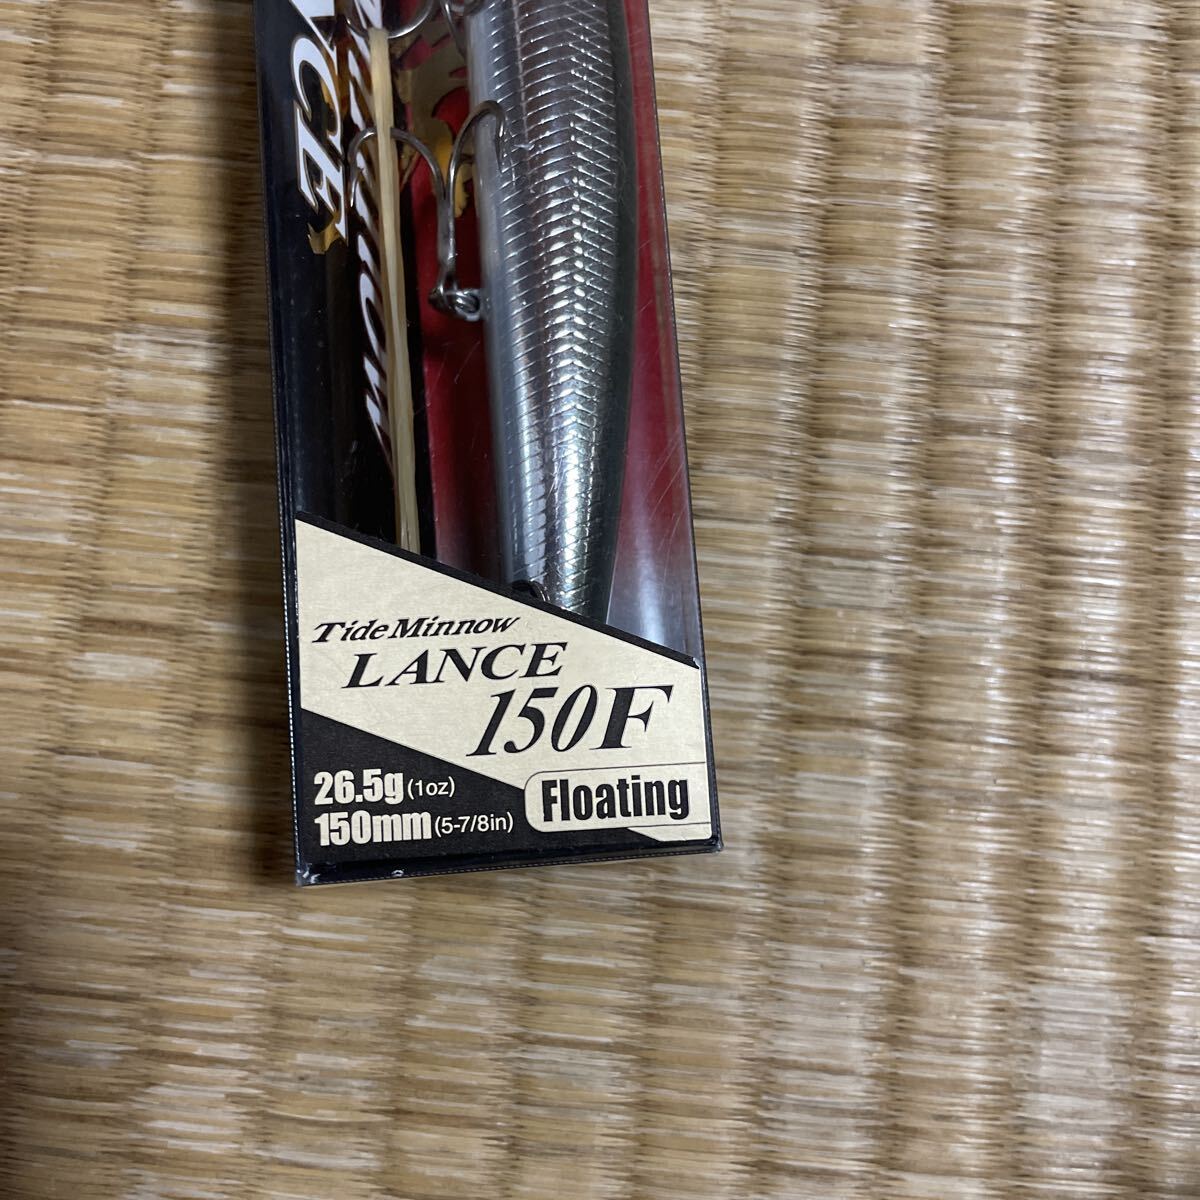 Tide Minnow
LANCE
150F
26.5g (1oz)
150mm (5-7/8in)
Floating